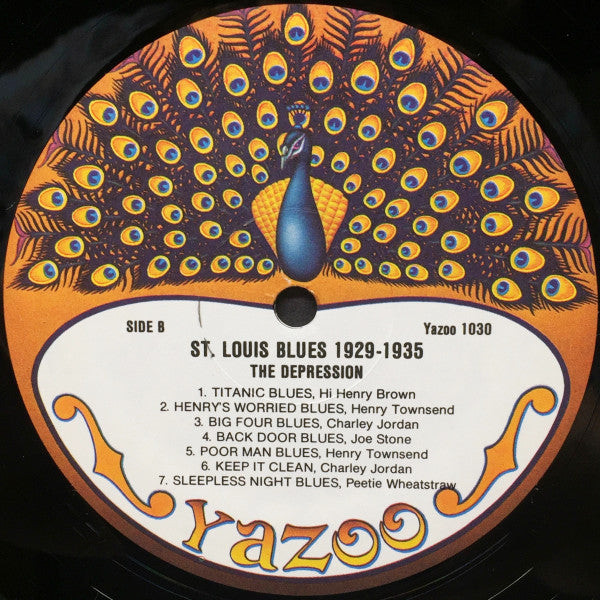 SIDE B
Yazoo 1030
ST. LOUIS BLUES 1929-1935
THE DEPRESSION
1. TITANIC BLUES, Hi Henry Brown
2. HENRY'S WORRIED BLUES, Henry Townsend
3. BIG FOUR BLUES, Charley Jordan
4. BACK DOOR BLUES, Joe Stone
5. POOR MAN BLUES, Henry Townsend
6. KEEP IT CLEAN, Charley Jordan
7. SLEEPLESS NIGHT BLUES, Peetie Wheatstraw
Yazoo